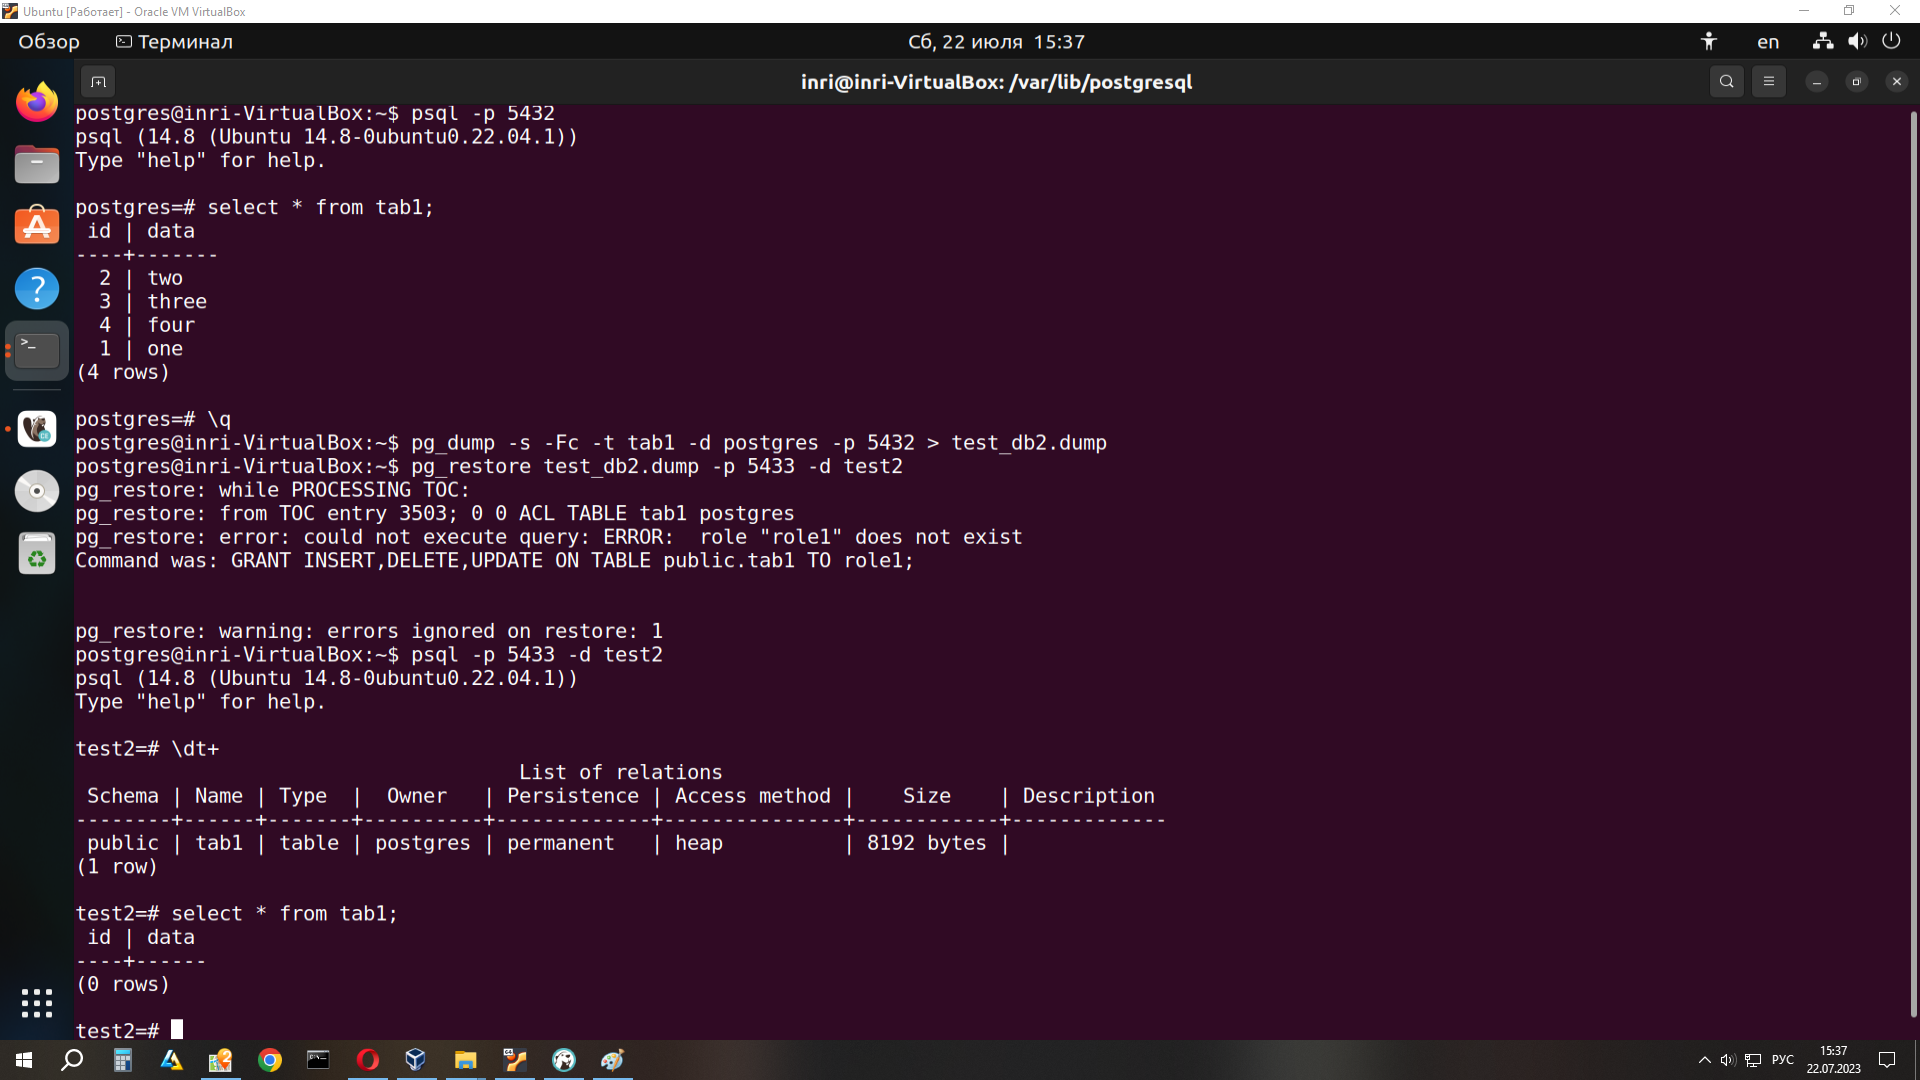 Ubuntu [Работает] - Oracle VM VirtualBox
Обзор Терминал Сб, 22 июля 15:37 en
inri@inri-VirtualBox: /var/lib/postgresql
postgres@inri-VirtualBox:~$ psql -p 5432
psql (14.8 (Ubuntu 14.8-0ubuntu0.22.04.1))
Type "help" for help.
postgres=# select * from tab1;
 id | data
----+-------
  2 | two
  3 | three
  4 | four
  1 | one
(4 rows)
postgres=# \q
postgres@inri-VirtualBox:~$ pg_dump -s -Fc -t tab1 -d postgres -p 5432 > test_db2.dump
postgres@inri-VirtualBox:~$ pg_restore test_db2.dump -p 5433 -d test2
pg_restore: while PROCESSING TOC:
pg_restore: from TOC entry 3503; 0 0 ACL TABLE tab1 postgres
pg_restore: error: could not execute query: ERROR:  role "role1" does not exist
Command was: GRANT INSERT,DELETE,UPDATE ON TABLE public.tab1 TO role1;
pg_restore: warning: errors ignored on restore: 1
postgres@inri-VirtualBox:~$ psql -p 5433 -d test2
psql (14.8 (Ubuntu 14.8-0ubuntu0.22.04.1))
Type "help" for help.
test2=# \dt+
                                     List of relations
 Schema | Name | Type  |  Owner   | Persistence | Access method |    Size    | Description
--------+------+-------+----------+-------------+---------------+------------+-------------
 public | tab1 | table | postgres | permanent   | heap          | 8192 bytes |
(1 row)
test2=# select * from tab1;
 id | data
----+------
(0 rows)
test2=#
РУС 15:37
22.07.2023